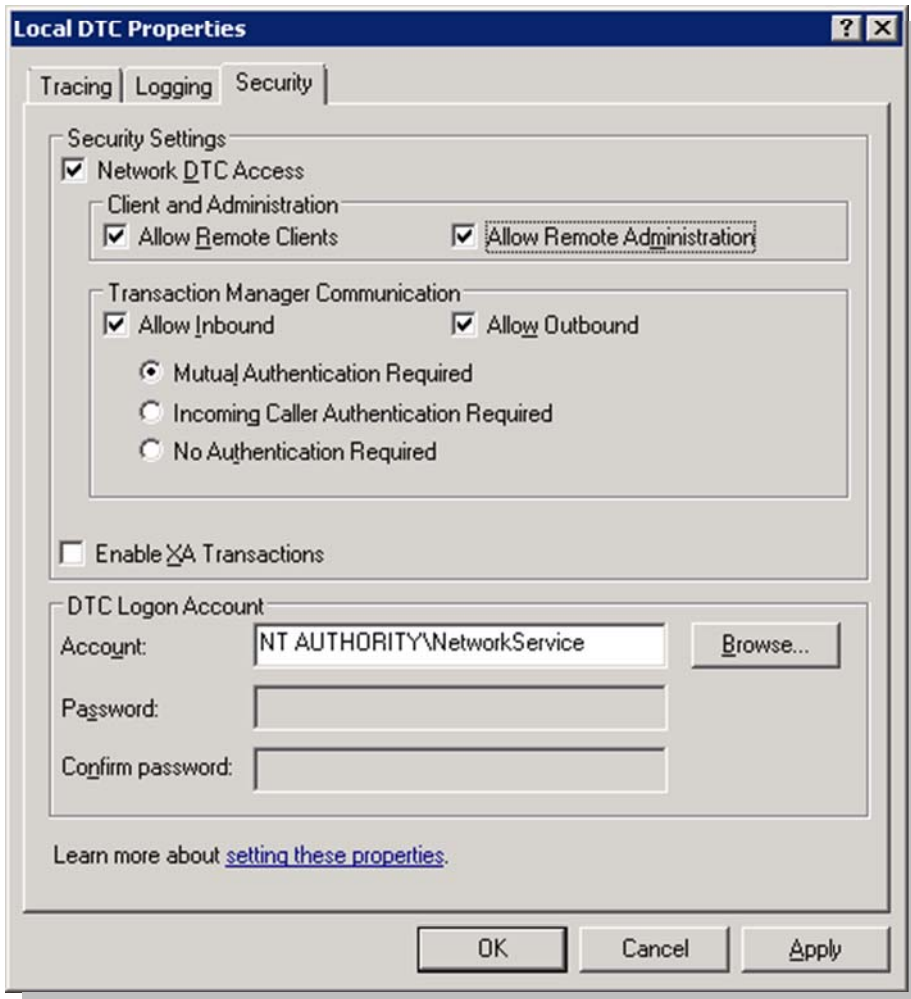 Local DTC Properties
Tracing Logging Security
Security Settings
Network DTC Access
Client and Administration
Allow Remote Clients Allow Remote Administration
Transaction Manager Communication
Allow Inbound Allow Outbound
Mutual Authentication Required
Incoming Caller Authentication Required
No Authentication Required
Enable XA Transactions
DTC Logon Account
Account: NT AUTHORITY\NetworkService Browse...
Password:
Confirm password:
Learn more about setting these properties.
OK Cancel Apply